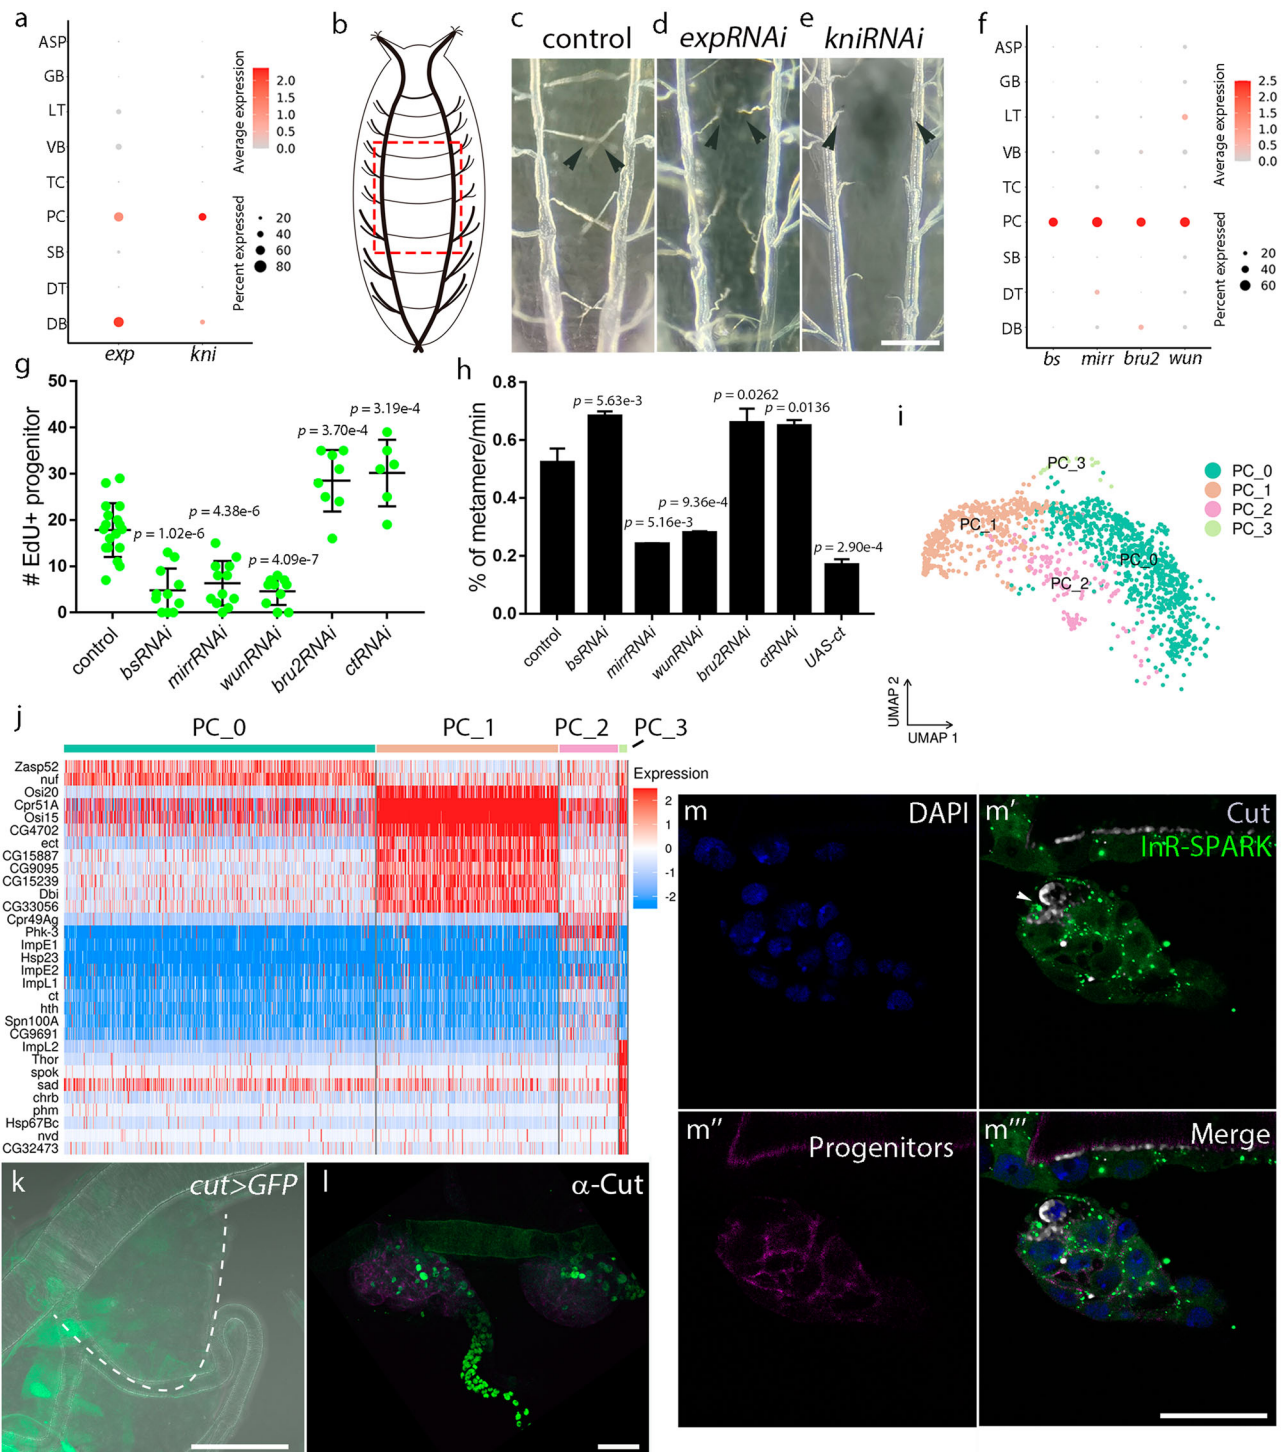 a
ASP
GB
LT
VB
TC
PC
SB
DT
DB
exp kni
Average expression
2.0
1.5
1.0
0.5
0.0
Percent expressed
20
40
60
80
b
c control
d expRNAi
e kniRNAi
f
ASP
GB
LT
VB
TC
PC
SB
DT
DB
bs mirr bru2 wun
Average expression
2.5
2.0
1.5
1.0
0.5
0.0
Percent expressed
20
40
60
g
# EdU+ progenitor
50
40
30
20
10
0
p = 1.02e-6
p = 4.38e-6
p = 4.09e-7
p = 3.70e-4
p = 3.19e-4
control
bsRNAi
mirrRNAi
wunRNAi
bru2RNAi
ctRNAi
h
% of metamere/min
0.8
0.6
0.4
0.2
0.0
p = 5.63e-3
p = 5.16e-3
p = 9.36e-4
p = 0.0262
p = 0.0136
p = 2.90e-4
control
bsRNAi
mirrRNAi
wunRNAi
bru2RNAi
ctRNAi
UAS-ct
i
PC_3
PC_1
PC_0
PC_2
PC_0
PC_1
PC_2
PC_3
UMAP 2
UMAP 1
j
PC_0 PC_1 PC_2 PC_3
Zasp52
nuf
Osi20
Cpr51A
Osi15
CG4702
ect
CG15887
CG9095
CG15239
Dbi
CG33056
Cpr49Ag
Phk-3
ImpE1
Hsp23
ImpE2
ImpL1
ct
hth
Spn100A
CG9691
ImpL2
Thor
spok
sad
chrb
phm
Hsp67Bc
nvd
CG32473
Expression
2
1
0
-1
-2
k cut>GFP
l α-Cut
m DAPI
m' Cut
InR-SPARK
m'' Progenitors
m''' Merge